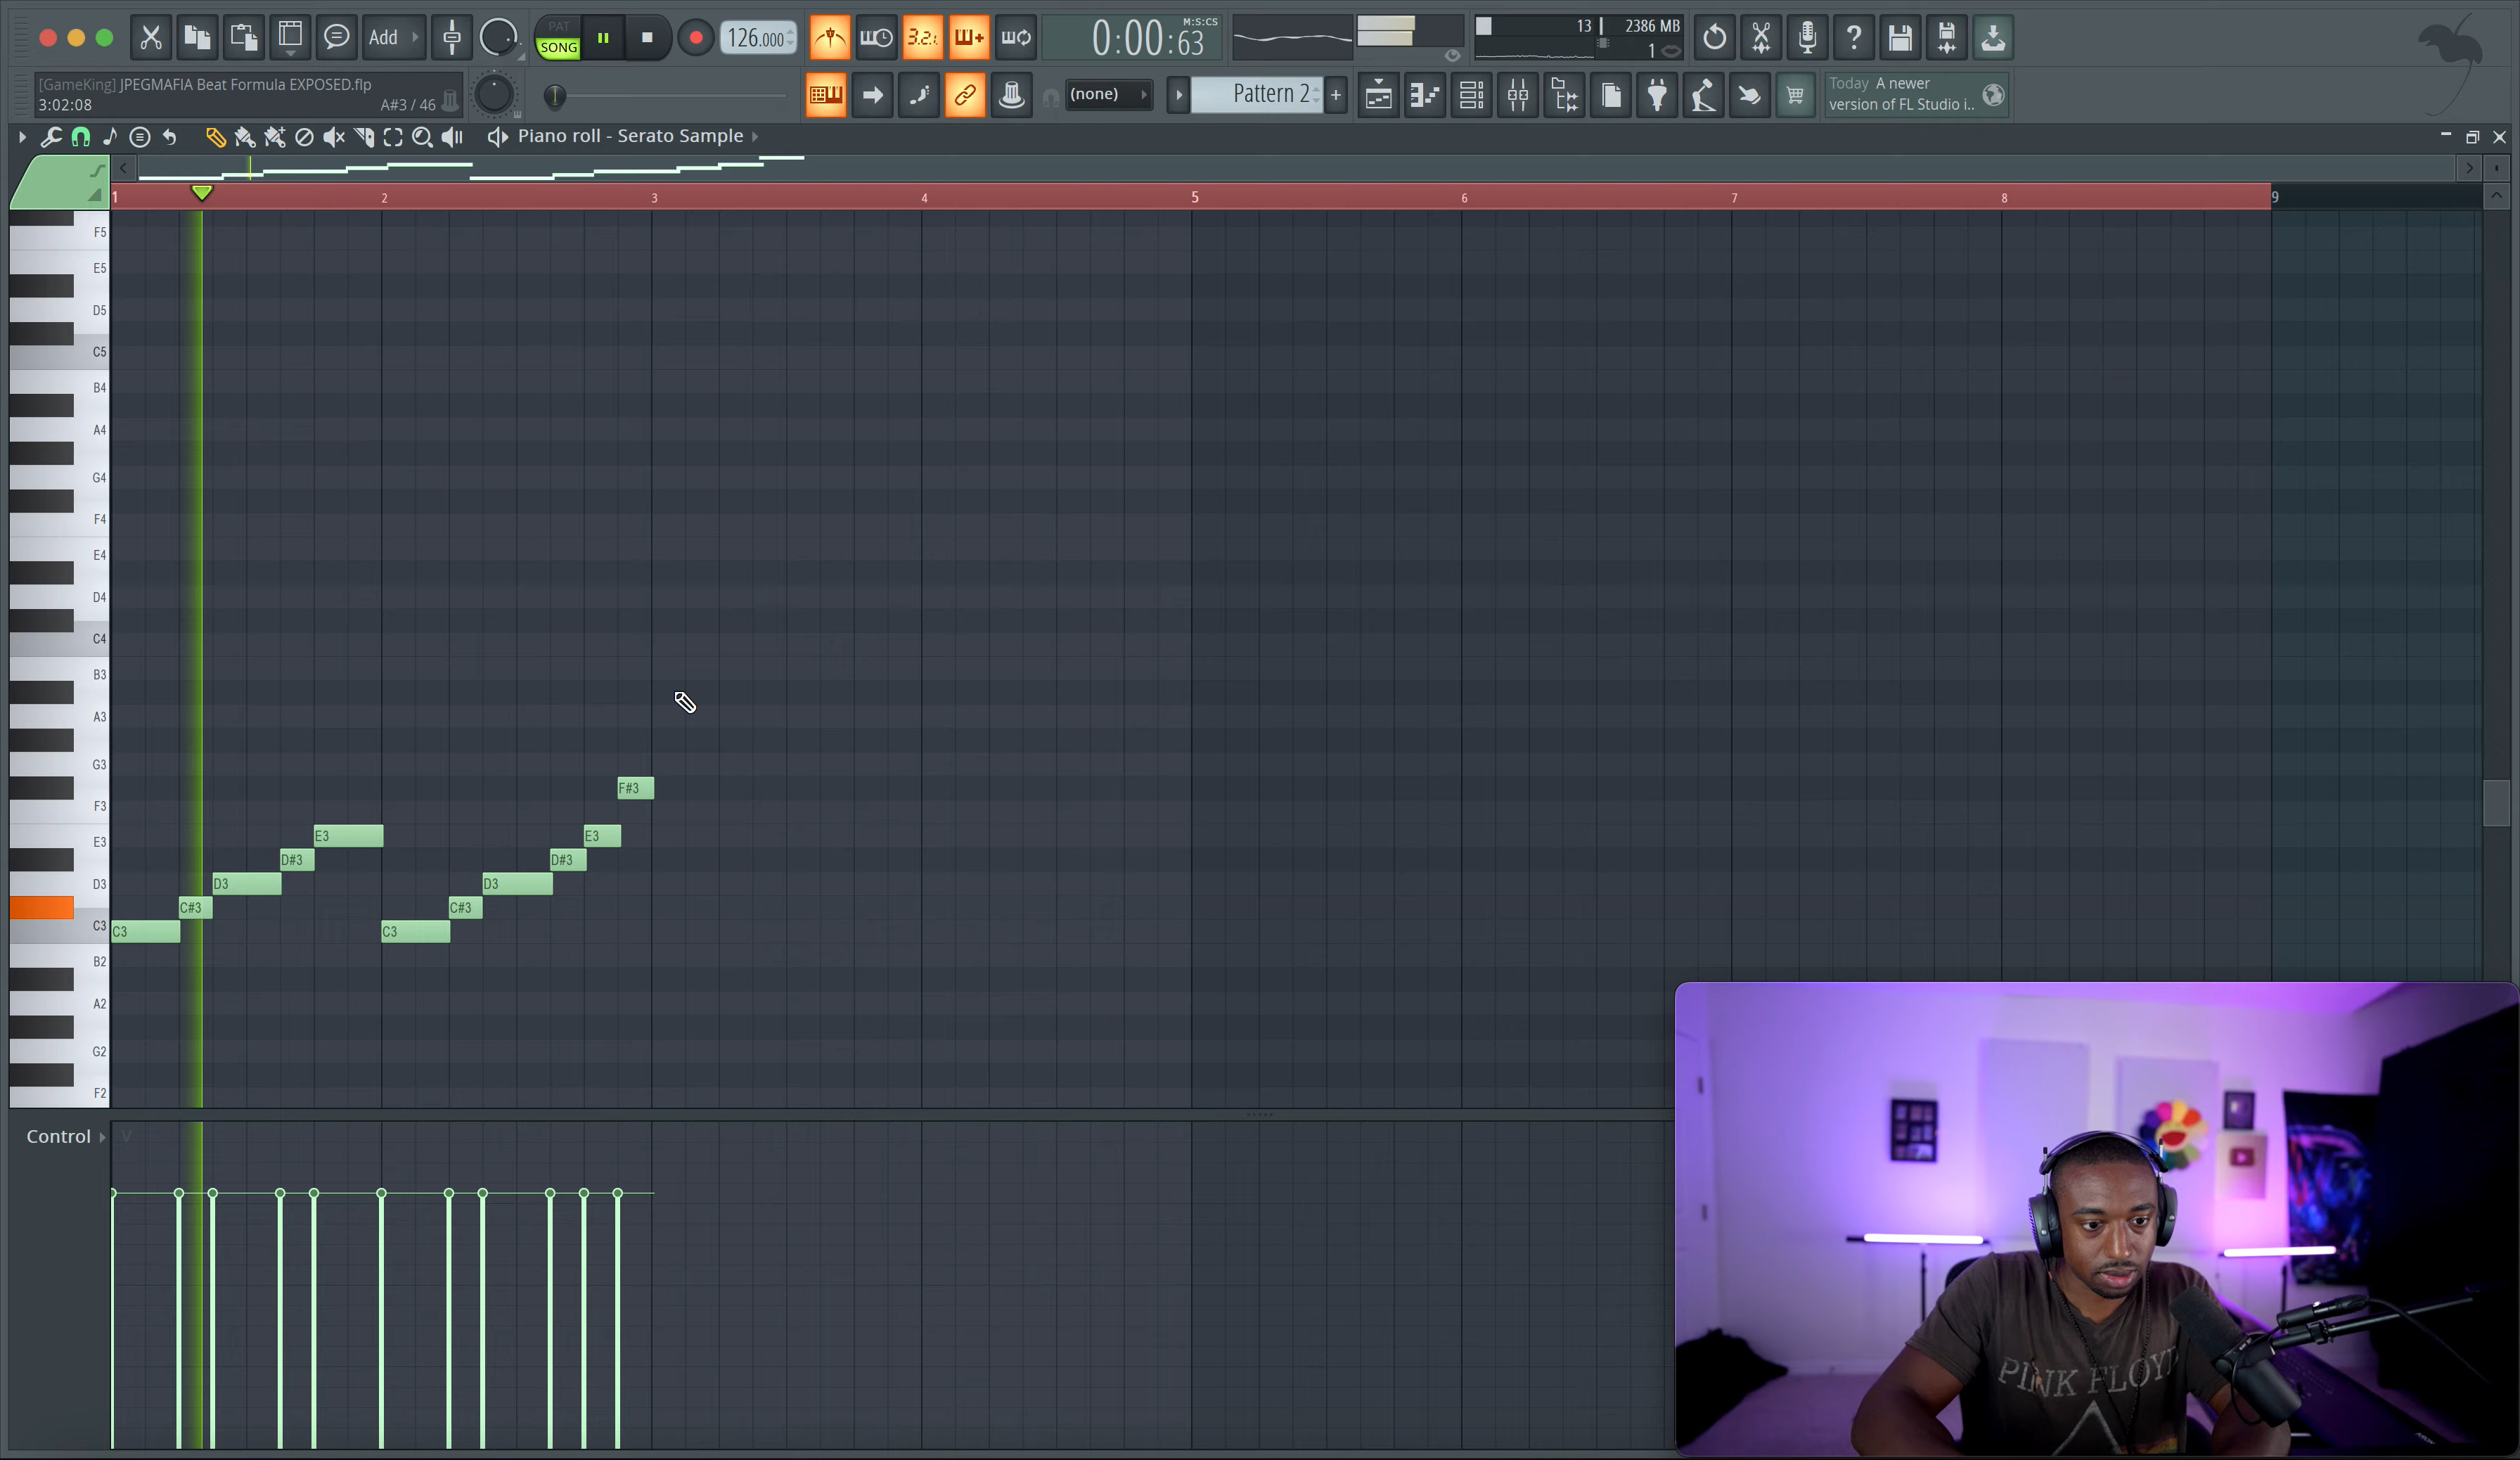 PAT
SONG
Add
126.000
3.2.
M:S:CS
0:00:63
13
2386 MB
1
[GameKing] JPEGMAFIA Beat Formula EXPOSED.flp
3:02:08
A#3 / 46
(none)
Pattern 2
+
Today A newer
version of FL Studio i..
Piano roll - Serato Sample
1
2
3
4
5
6
7
8
9
F5
E5
D5
C5
B4
A4
G4
F4
E4
D4
C4
B3
A3
G3
F#3
F3
E3 E3 E3
D#3 D#3
D3 D3 D3
C#3 C#3
C3 C3 C3
B2
A2
G2
F2
Control
V
PINK FLOYD